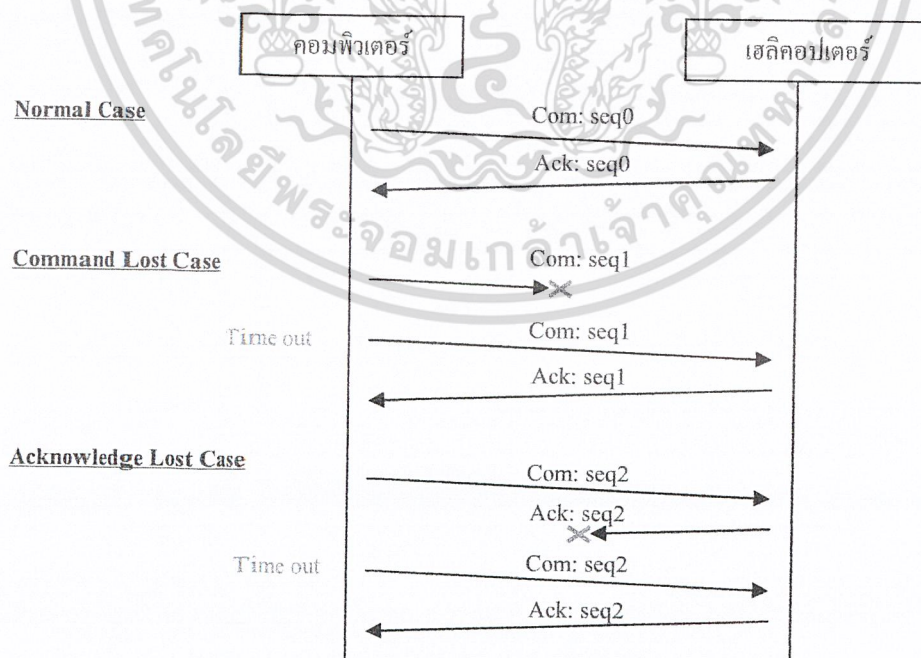 คอมพิวเตอร์
เฮลิคอปเตอร์
Normal Case
Com: seq0
Ack: seq0
Command Lost Case
Com: seq1
Time out
Com: seq1
Ack: seq1
Acknowledge Lost Case
Com: seq2
Ack: seq2
Time out
Com: seq2
Ack: seq2